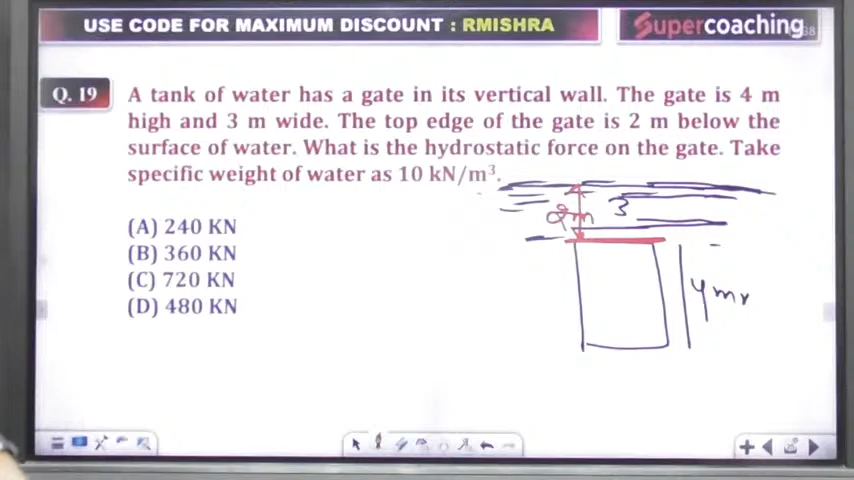 USE CODE FOR MAXIMUM DISCOUNT : RMISHRA
Supercoaching
Q. 19
A tank of water has a gate in its vertical wall. The gate is 4 m
high and 3 m wide. The top edge of the gate is 2 m below the
surface of water. What is the hydrostatic force on the gate. Take
specific weight of water as 10 kN/m³.
2m
3
(A) 240 KN
(B) 360 KN
(C) 720 KN
(D) 480 KN